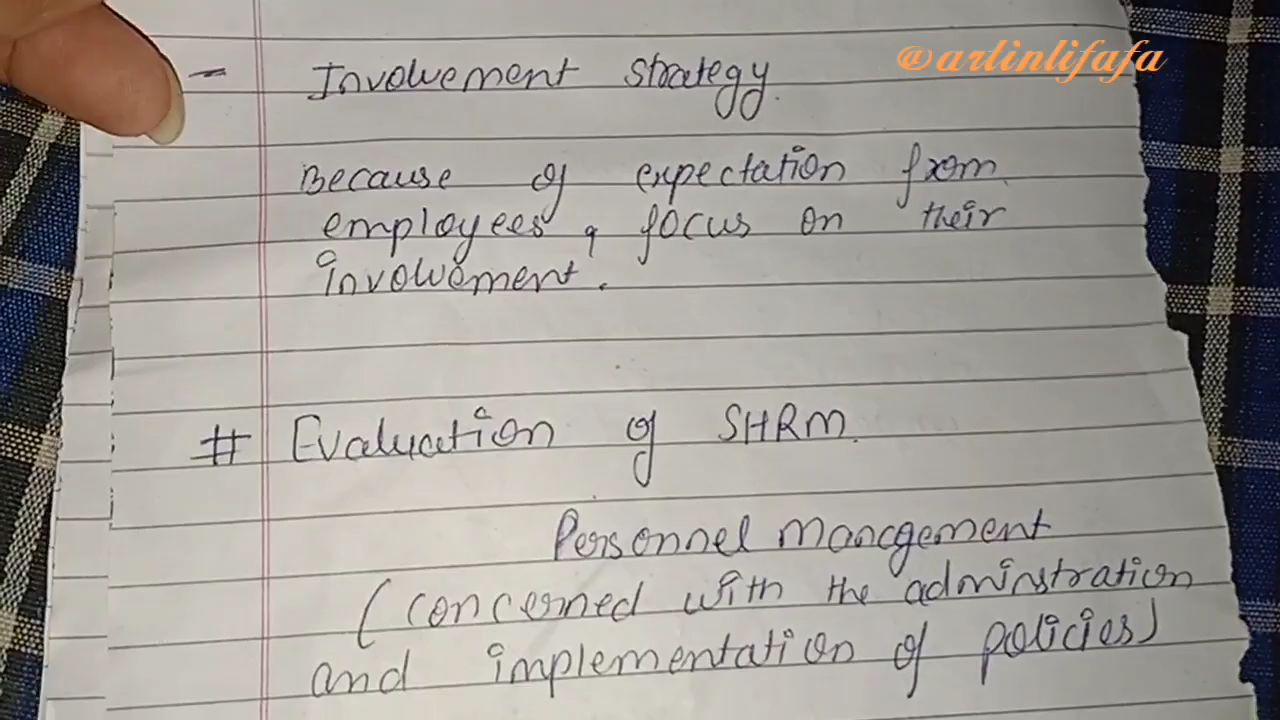 @artinlifafa
- Involvement strategy.
Because of expectation from
employees, focus on their
involvement.
# Evaluation of SHRM.
Personnel Management
(concerned with the adminstration
and implementation of policies)